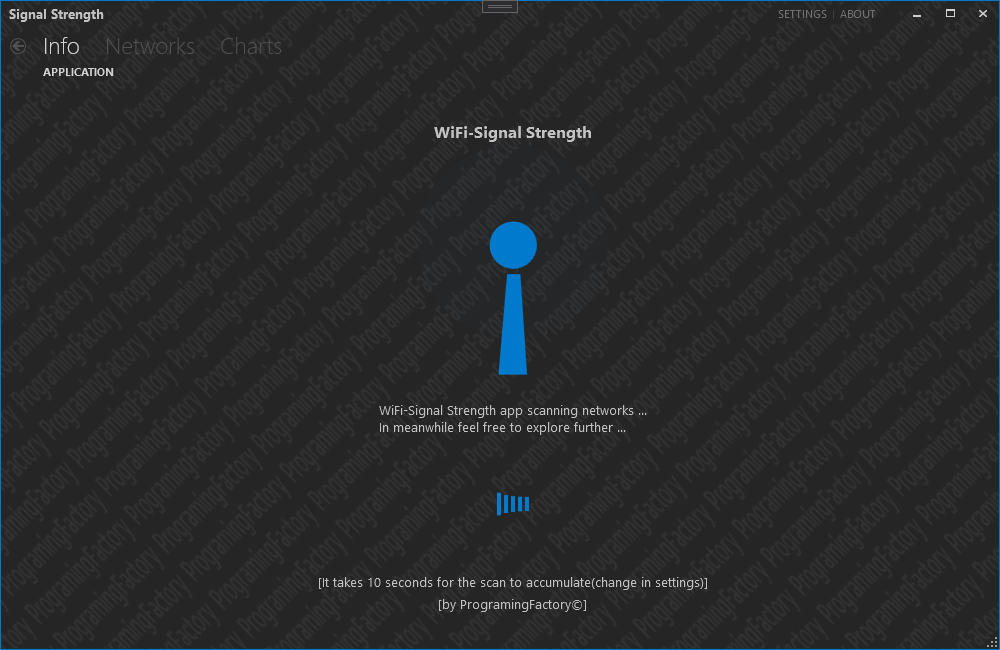 Signal Strength
SETTINGS | ABOUT
Info Networks Charts
APPLICATION
WiFi-Signal Strength
WiFi-Signal Strength app scanning networks ...
In meanwhile feel free to explore further ...
[It takes 10 seconds for the scan to accumulate(change in settings)]
[by ProgramingFactory©]
ProgramingFactory